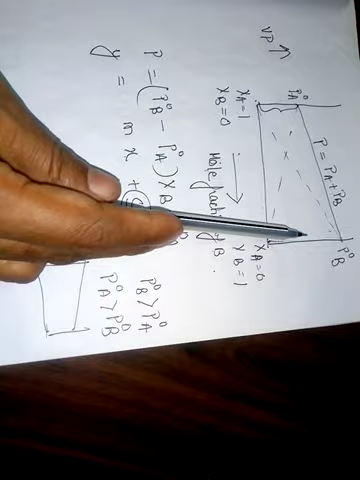 VP↑
P°A
P = PA + PB
P°B
XA=1
XB=0
XA=0
XB=1
Mole fraction of B.
P = (P°B - P°A) XB
y = m x +
P°B > P°A
P°A > P°B